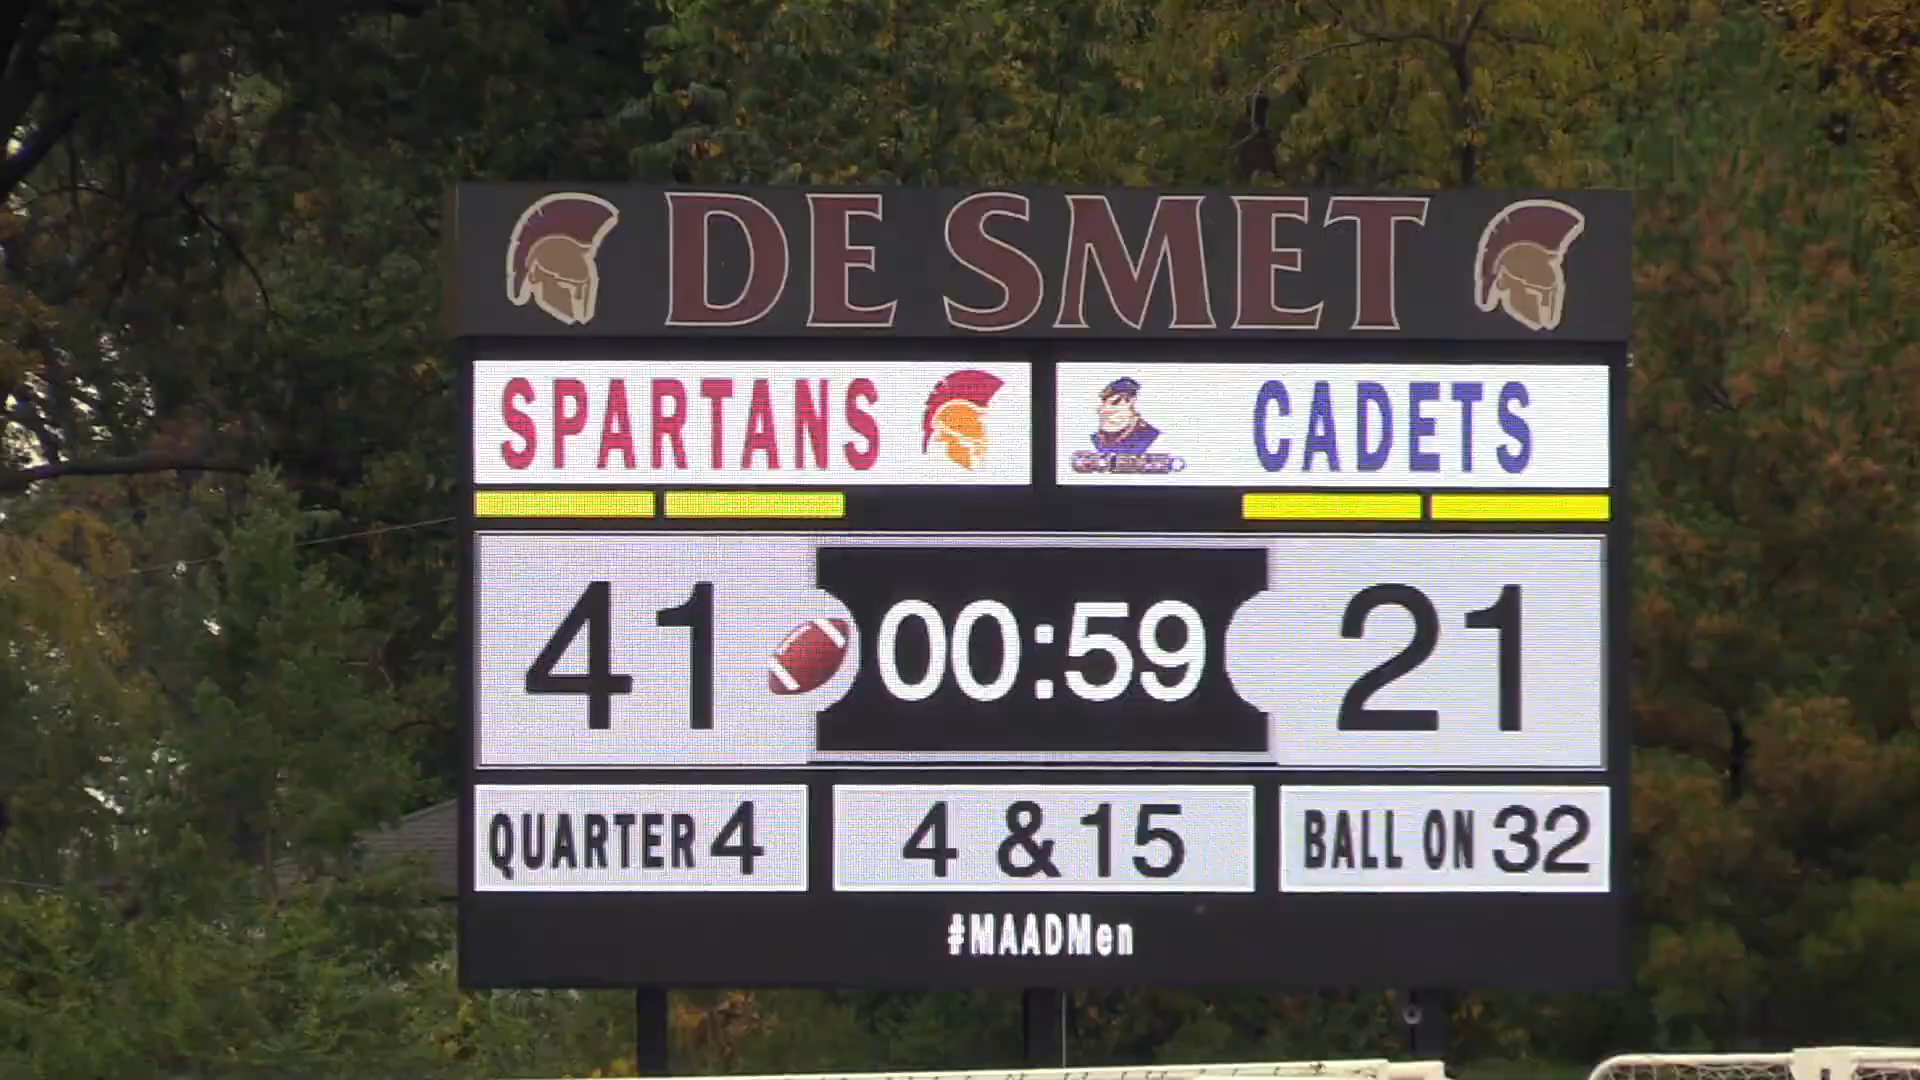 DE SMET
SPARTANS
CADETS
41
00:59
21
QUARTER 4
4 & 15
BALL ON 32
#MAADMen